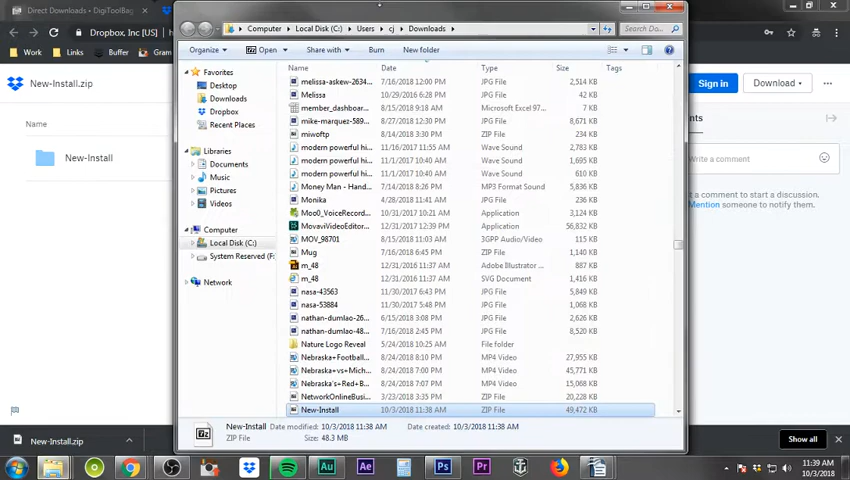 Direct Downloads - DigiToolBag
Dropbox, Inc [US]
Work
Links
Buffer
New-Install.zip
Name
New-Install
Computer
Local Disk (C:)
Users
cj
Downloads
Search Do...
Organize
Open
Share with
Burn
New folder
Favorites
Desktop
Downloads
Dropbox
Recent Places
Libraries
Documents
Music
Pictures
Videos
Computer
Local Disk (C:)
System Reserved (F:
Network
Name Date Type Size Tags
melissa-askew-2634... 7/16/2018 12:00 PM JPG File 2,514 KB
Melissa 10/29/2016 6:28 PM JPG File 42 KB
member_dashboar... 8/15/2018 9:18 AM Microsoft Excel 97... 7 KB
mike-marquez-589... 8/27/2018 12:30 PM JPG File 8,671 KB
miwoftp 8/14/2018 3:30 PM ZIP File 234 KB
modern powerful hi... 11/16/2017 11:55 AM Wave Sound 2,783 KB
modern powerful hi... 11/1/2017 10:40 AM Wave Sound 1,695 KB
modern powerful hi... 11/1/2017 10:40 AM Wave Sound 610 KB
Money Man - Hand... 7/14/2018 8:26 PM MP3 Format Sound 6,225 KB
Monika 4/19/2018 9:01 PM JPG File 41 KB
Moo0_VoiceRecord... 10/31/2017 10:21 AM Application 3,124 KB
MovaviVideoEditor... 10/31/2017 12:39 PM Application 56,832 KB
MOV_98701 8/15/2018 11:03 AM 3GPP Audio/Video 115 KB
Mug 7/16/2018 6:45 PM ZIP File 1,140 KB
m_48 12/31/2016 11:37 AM Adobe Illustrator ... 887 KB
m_48 12/31/2016 11:37 AM SVG Document 1,416 KB
nasa-43563 11/30/2017 6:43 PM JPG File 5,849 KB
nasa-53884 11/30/2017 5:48 PM JPG File 1,068 KB
nathan-dumlao-26... 6/15/2018 3:08 PM JPG File 2,626 KB
nathan-dumlao-48... 7/16/2018 2:45 PM JPG File 8,520 KB
Nature Logo Reveal 5/24/2018 10:25 AM File folder
Nebraska+Football... 8/24/2018 8:10 PM MP4 Video 27,955 KB
Nebraska+vs+Mich... 8/24/2018 7:04 PM MP4 Video 45,771 KB
Nebraska's+Red+B... 8/24/2018 7:07 PM MP4 Video 15,068 KB
NetworkOnlineBusi... 3/23/2018 3:35 PM ZIP File 20,228 KB
New-Install 10/3/2018 11:38 AM ZIP File 49,472 KB
New-Install Date modified: 10/3/2018 11:38 AM Date created: 10/3/2018 11:38 AM
ZIP File Size: 48.3 MB
Sign in
Download
nts
Write a comment
t a comment to start a discussion.
Mention someone to notify them.
New-Install.zip
Show all
11:39 AM
10/3/2018